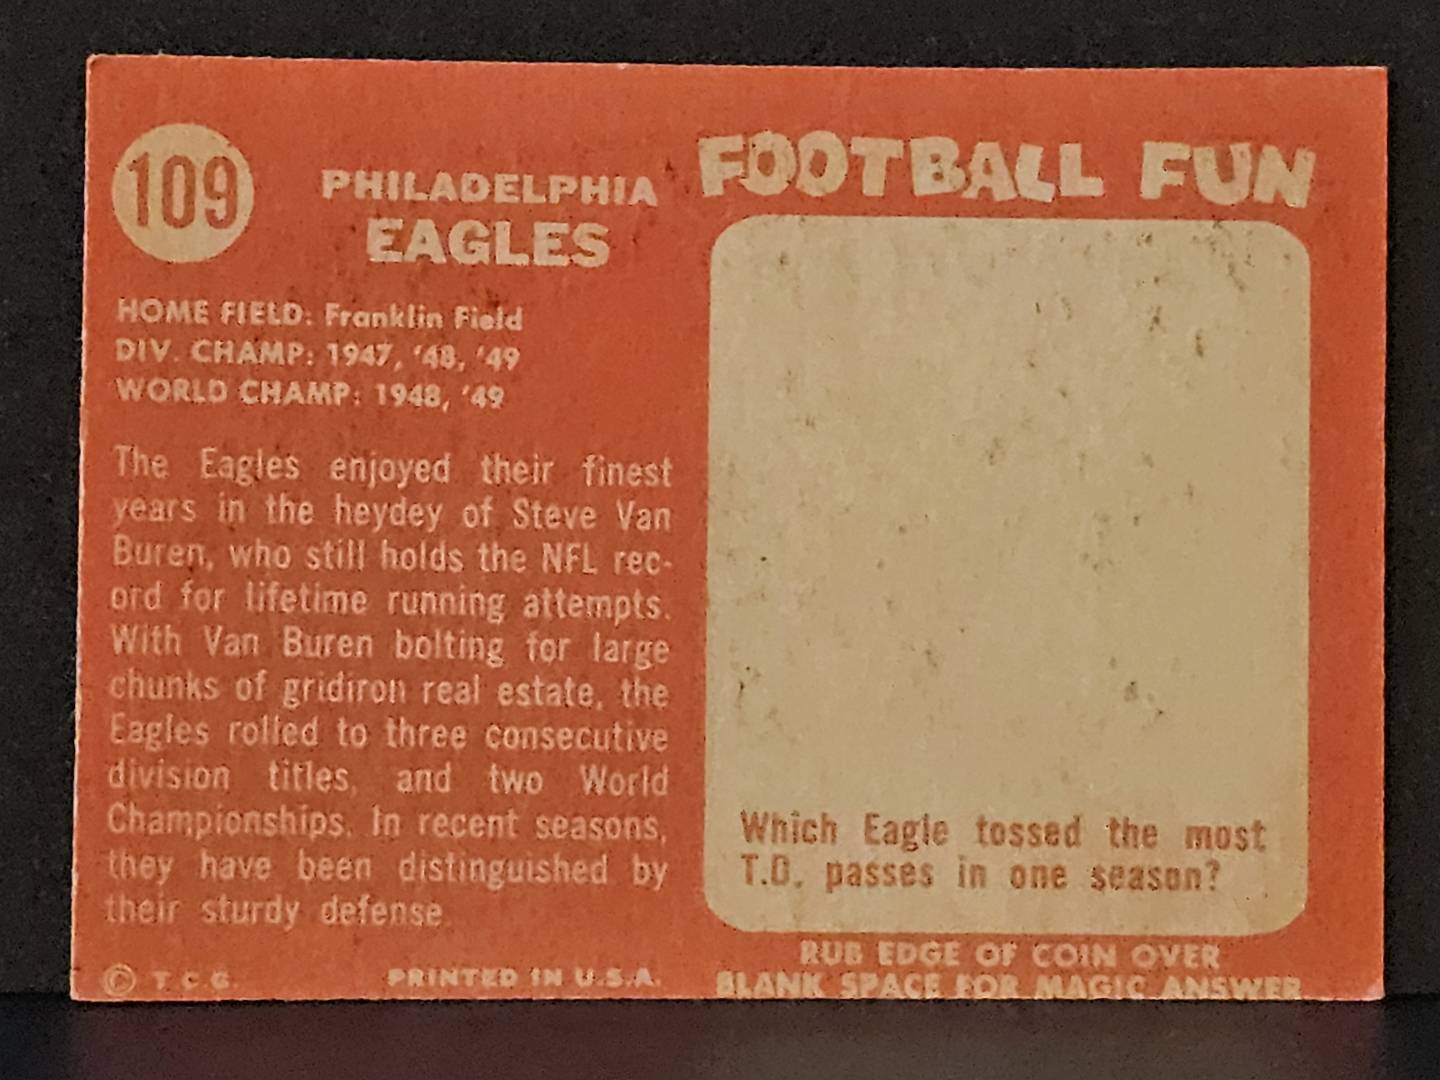 109
PHILADELPHIA
EAGLES
HOME FIELD: Franklin Field
DIV. CHAMP: 1947, '48, '49
WORLD CHAMP: 1948, '49
The Eagles enjoyed their finest
years in the heydey of Steve Van
Buren, who still holds the NFL rec-
ord for lifetime running attempts.
With Van Buren bolting for large
chunks of gridiron real estate, the
Eagles rolled to three consecutive
division titles, and two World
Championships. In recent seasons,
they have been distinguished by
their sturdy defense.
© T.C.G.
PRINTED IN U.S.A.
FOOTBALL FUN
Which Eagle tossed the most
T.D. passes in one season?
RUB EDGE OF COIN OVER
BLANK SPACE FOR MAGIC ANSWER